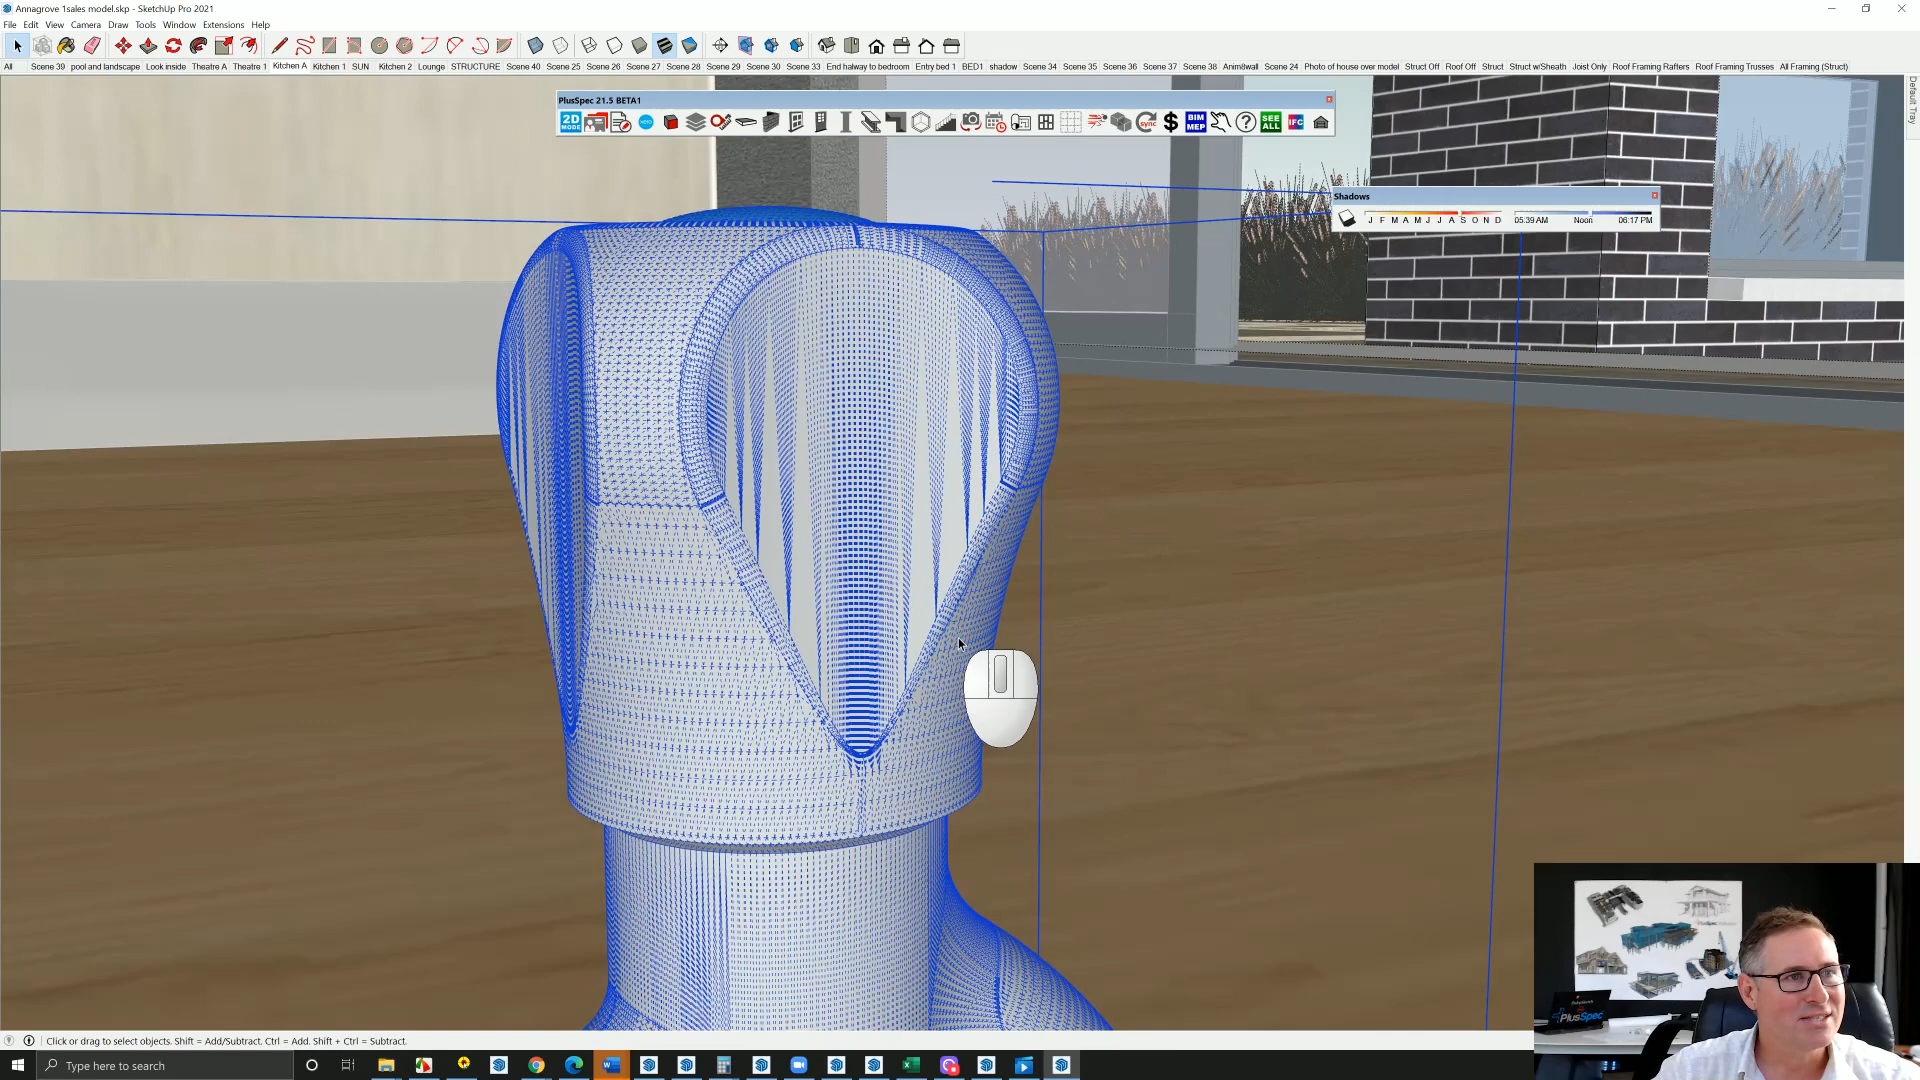 Annagrove 1sales model.skp - SketchUp Pro 2021
File Edit View Camera Draw Tools Window Extensions Help
All Scene 39 pool and landscape Look inside Theatre A Theatre 1 Kitchen A Kitchen 1 SUN Kitchen 2 Lounge STRUCTURE Scene 40 Scene 25 Scene 26 Scene 27 Scene 28 Scene 29 Scene 30 Scene 33 End halway to bedroom Entry bed 1 BED1 shadow Scene 34 Scene 35 Scene 36 Scene 37 Scene 38 Anim8wall Scene 24 Photo of house over model Struct Off Roof Off Struct Struct w/Sheath Joist Only Roof Framing Rafters Roof Framing Trusses All Framing (Struct)
Default Tray
PlusSpec 21.5 BETA1
2D MODE
sync
$
BIM MEP
?
SEE ALL
IFC
Shadows
J F M A M J J A S O N D 05:39 AM Noon 06:17 PM
PlusSpec
Click or drag to select objects. Shift = Add/Subtract. Ctrl = Add. Shift + Ctrl = Subtract.
Type here to search